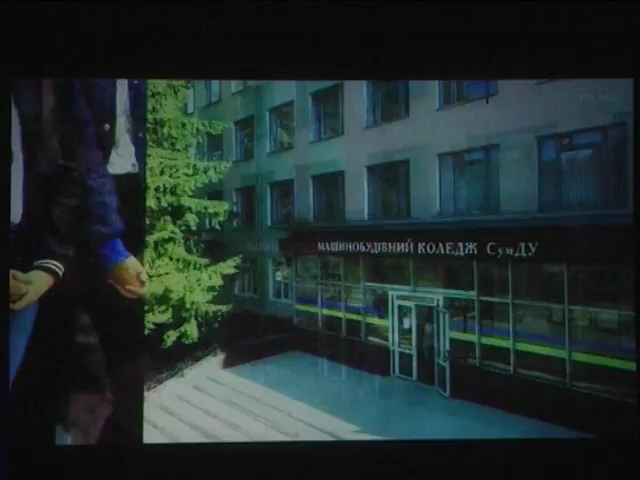 МАШИНОБУДІВНИЙ КОЛЕДЖ СумДУ